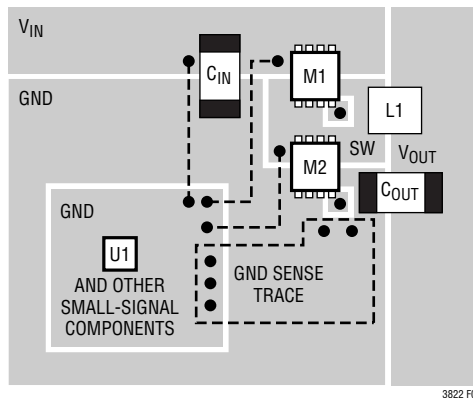 VIN
GND
CIN
M1
L1
SW
VOUT
M2
COUT
GND
U1
AND OTHER
SMALL-SIGNAL
COMPONENTS
GND SENSE
TRACE
3822